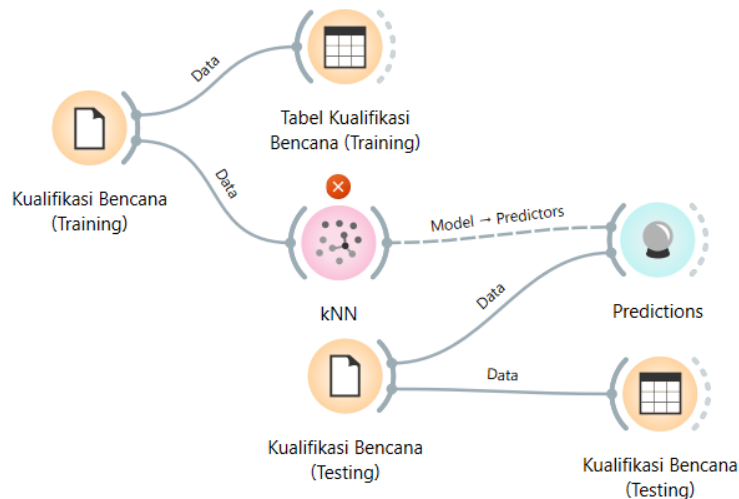 Data
Tabel Kualifikasi
Bencana (Training)
Kualifikasi Bencana
(Training)
Data
kNN
Model → Predictors
Predictions
Data
Data
Kualifikasi Bencana
(Testing)
Kualifikasi Bencana
(Testing)